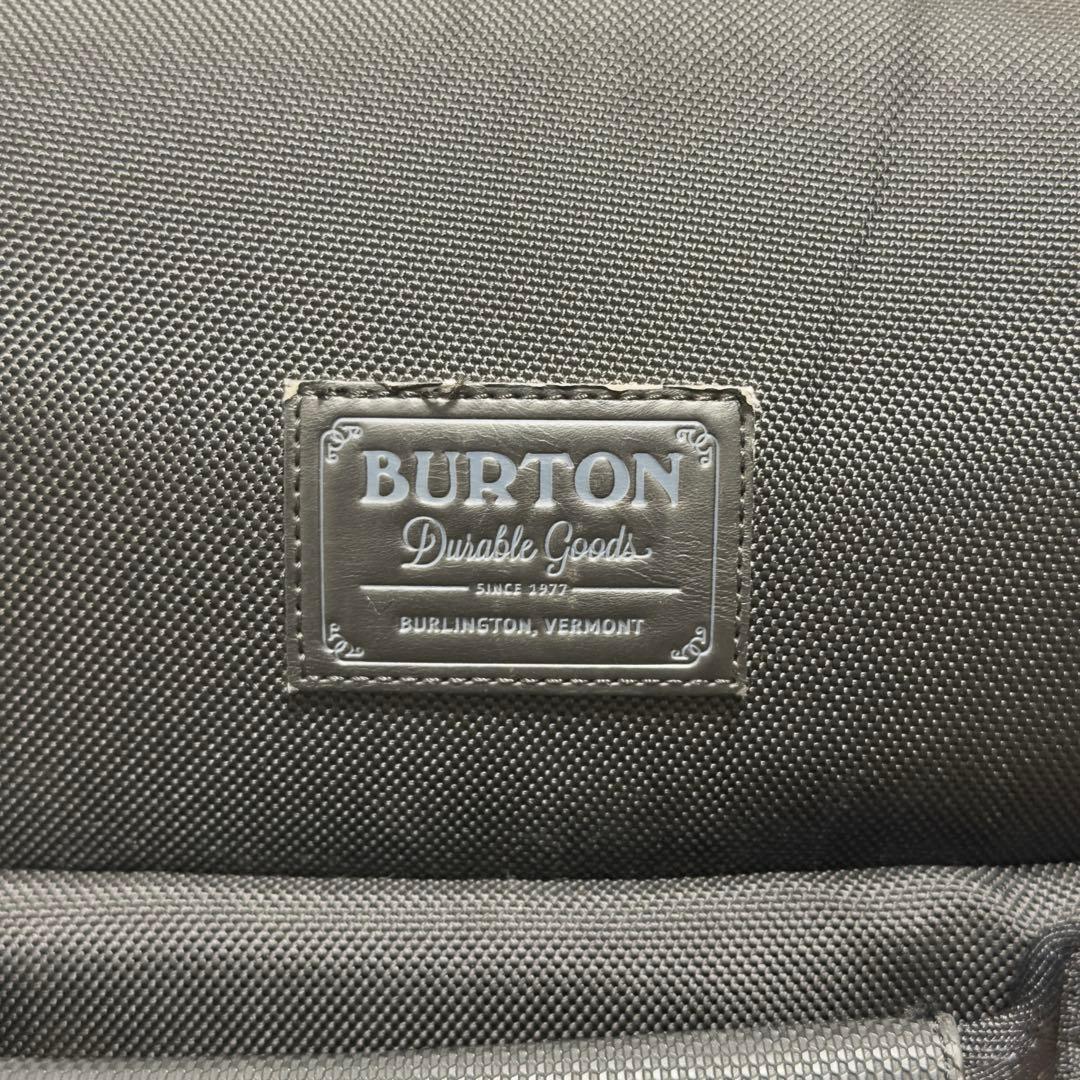 BURTON
Durable Goods
SINCE 1977
BURLINGTON, VERMONT